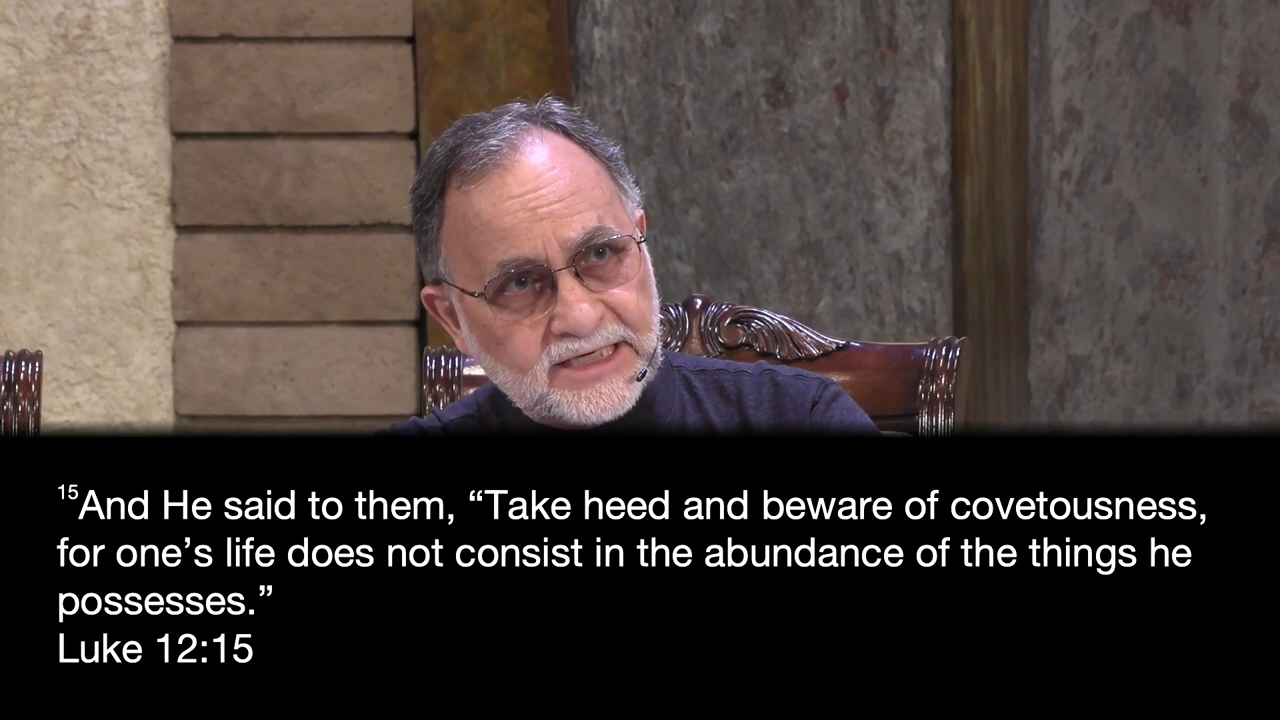 15And He said to them, “Take heed and beware of covetousness,
for one’s life does not consist in the abundance of the things he
possesses.”
Luke 12:15